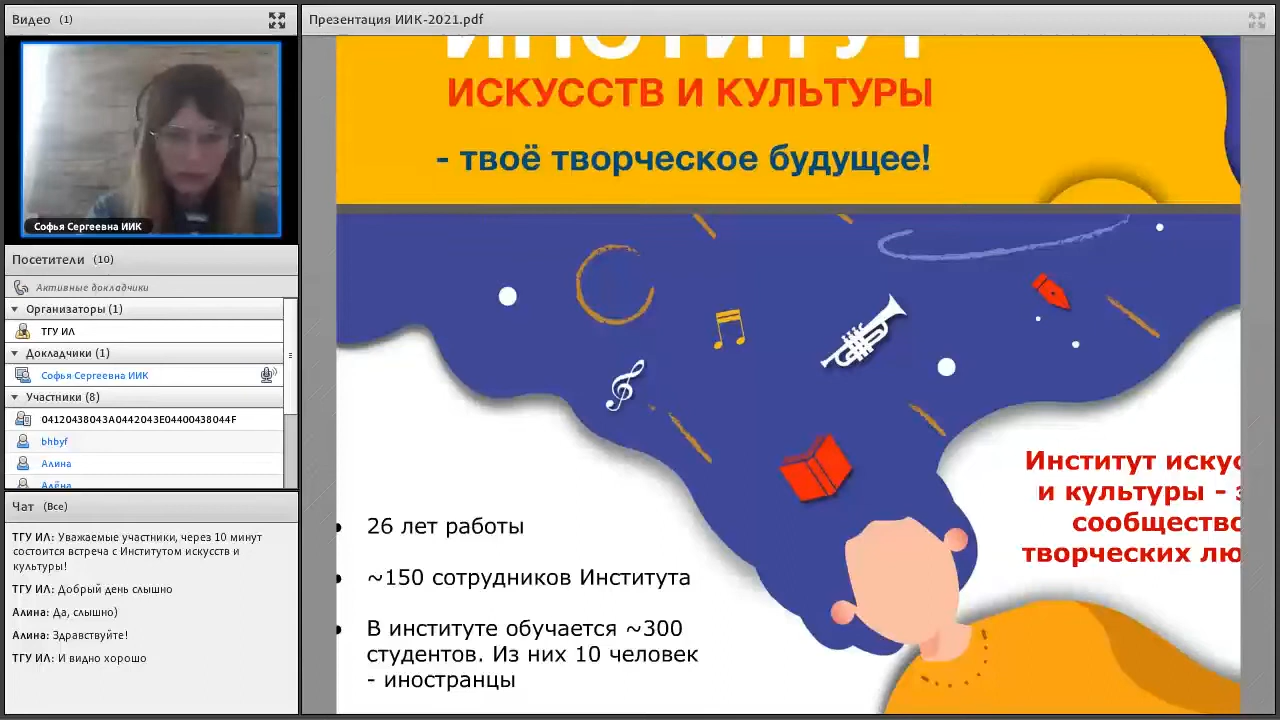 Видео (1)
Софья Сергеевна ИИК
Посетители (10)
Активные докладчики
Организаторы (1)
ТГУ ИЛ
Докладчики (1)
Софья Сергеевна ИИК
Участники (8)
04120438043A0442043E04400438044F
bhbyf
Алина
Алёна
Чат (Все)
ТГУ ИЛ: Уважаемые участники, через 10 минут
состоится встреча с Институтом искусств и
культуры!
ТГУ ИЛ: Добрый день слышно
Алина: Да, слышно)
Алина: Здравствуйте!
ТГУ ИЛ: И видно хорошо
Презентация ИИК-2021.pdf
ИНСТИТУТ
ИСКУССТВ И КУЛЬТУРЫ
- твоё творческое будущее!
• 26 лет работы
• ~150 сотрудников Института
• В институте обучается ~300
студентов. Из них 10 человек
- иностранцы
Институт искус
и культуры -
сообщество
творческих лю